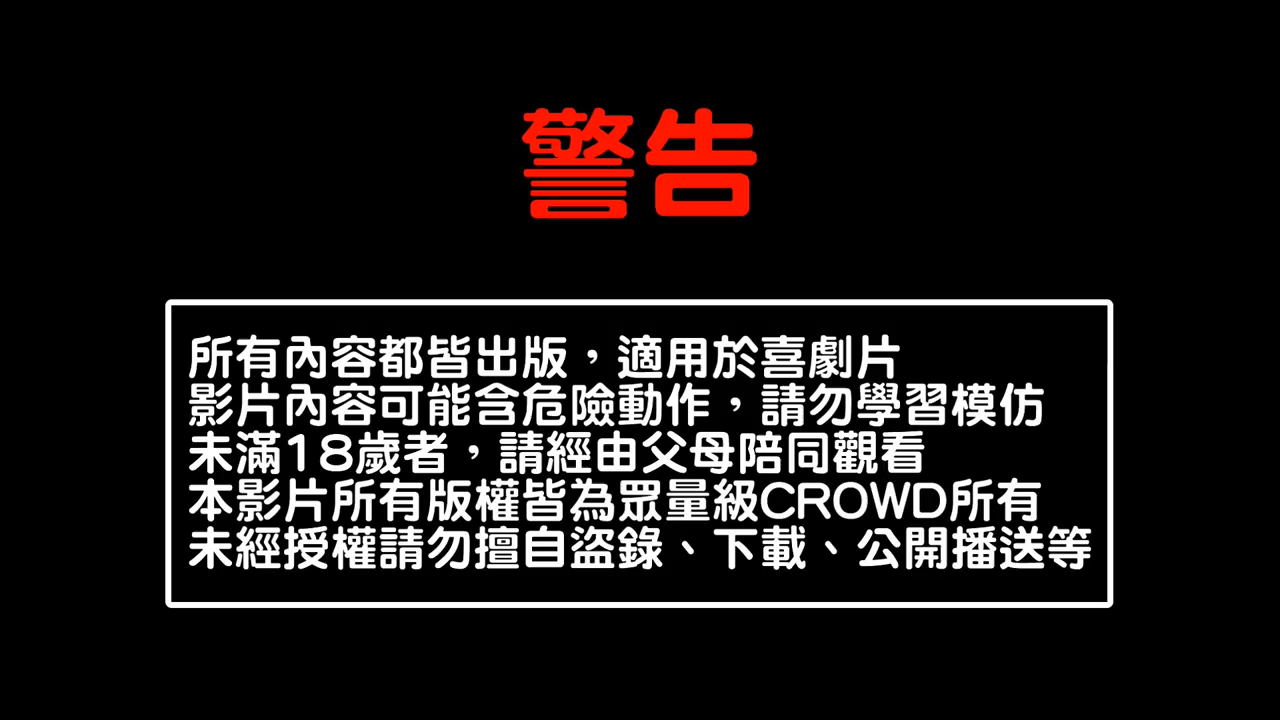 警告
所有內容都皆出版，適用於喜劇片
影片內容可能含危險動作，請勿學習模仿
未滿18歲者，請經由父母陪同觀看
本影片所有版權皆為眾量級CROWD所有
未經授權請勿擅自盜錄、下載、公開播送等